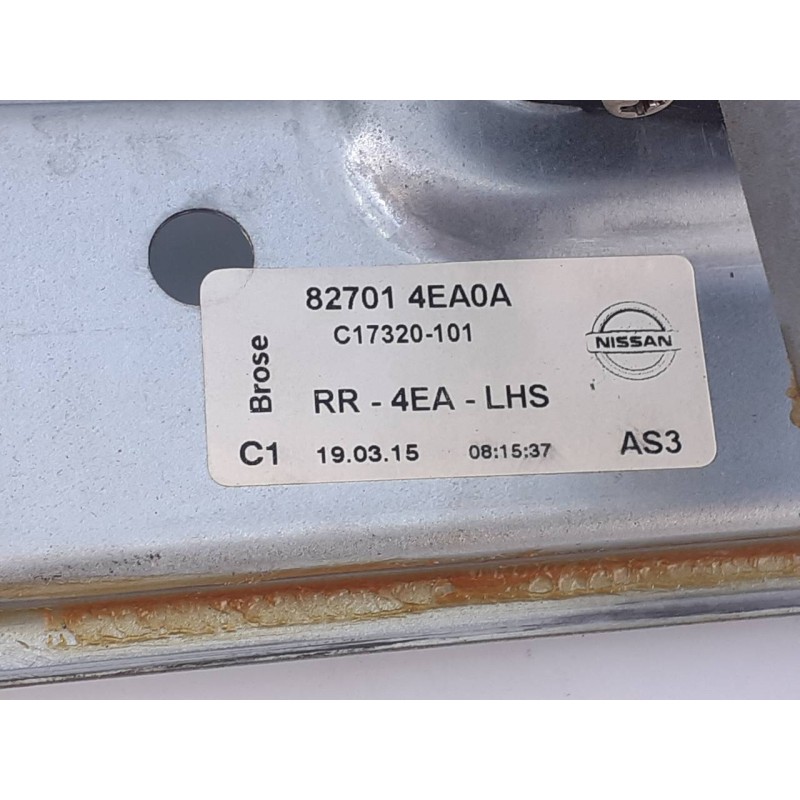 82701 4EA0A
C17320-101
NISSAN
Brose
RR - 4EA - LHS
C1 19.03.15 08:15:37 AS3